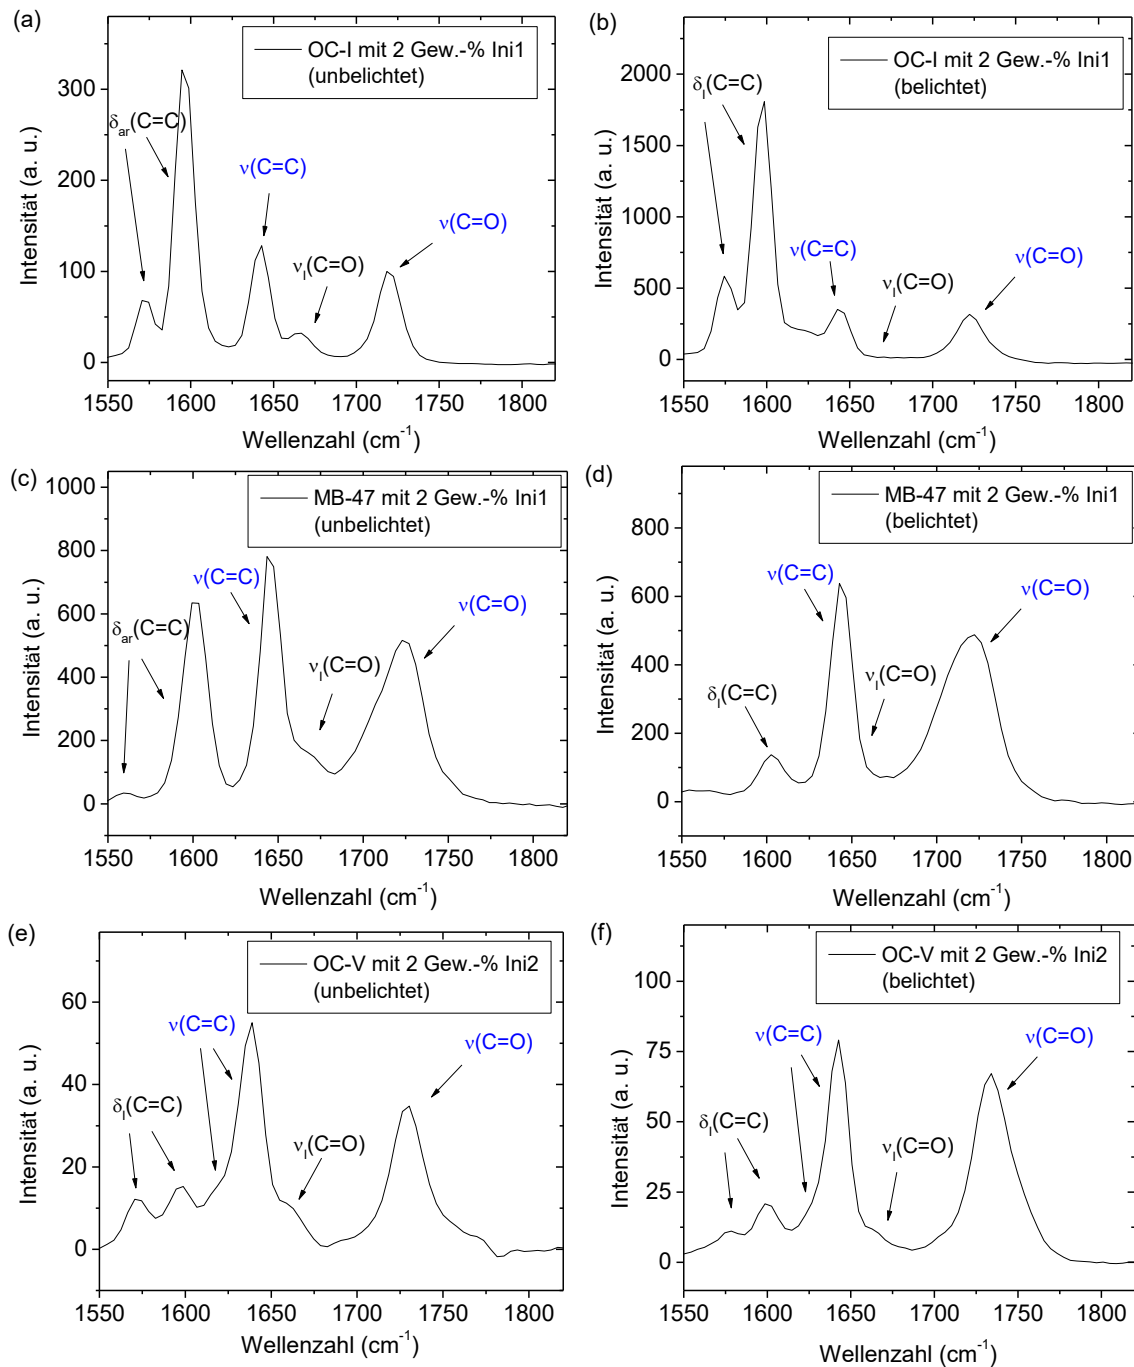 (a)
OC-I mit 2 Gew.-% Ini1
(unbelichtet)
δar(C=C)
ν(C=C)
νI(C=O)
ν(C=O)
Intensität (a. u.)
300
200
100
0
1550 1600 1650 1700 1750 1800
Wellenzahl (cm-1)
(b)
OC-I mit 2 Gew.-% Ini1
(belichtet)
δI(C=C)
ν(C=C)
νI(C=O)
ν(C=O)
Intensität (a. u.)
2000
1500
1000
500
0
1550 1600 1650 1700 1750 1800
Wellenzahl (cm-1)
(c)
MB-47 mit 2 Gew.-% Ini1
(unbelichtet)
ν(C=C)
ν(C=O)
δar(C=C)
νI(C=O)
Intensität (a. u.)
1000
800
600
400
200
0
1550 1600 1650 1700 1750 1800
Wellenzahl (cm-1)
(d)
MB-47 mit 2 Gew.-% Ini1
(belichtet)
ν(C=C)
ν(C=O)
νI(C=O)
δI(C=C)
Intensität (a. u.)
800
600
400
200
0
1550 1600 1650 1700 1750 1800
Wellenzahl (cm-1)
(e)
OC-V mit 2 Gew.-% Ini2
(unbelichtet)
ν(C=C)
ν(C=O)
δI(C=C)
νI(C=O)
Intensität (a. u.)
60
40
20
0
1550 1600 1650 1700 1750 1800
Wellenzahl (cm-1)
(f)
OC-V mit 2 Gew.-% Ini2
(belichtet)
ν(C=C)
ν(C=O)
δI(C=C)
νI(C=O)
Intensität (a. u.)
100
75
50
25
0
1550 1600 1650 1700 1750 1800
Wellenzahl (cm-1)